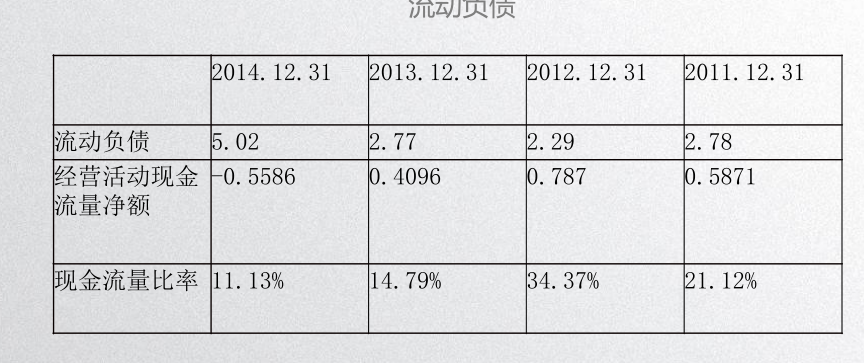 流动负债
2014.12.31 2013.12.31 2012.12.31 2011.12.31
流动负债 5.02 2.77 2.29 2.78
经营活动现金 -0.5586 0.4096 0.787 0.5871
流量净额
现金流量比率 11.13% 14.79% 34.37% 21.12%